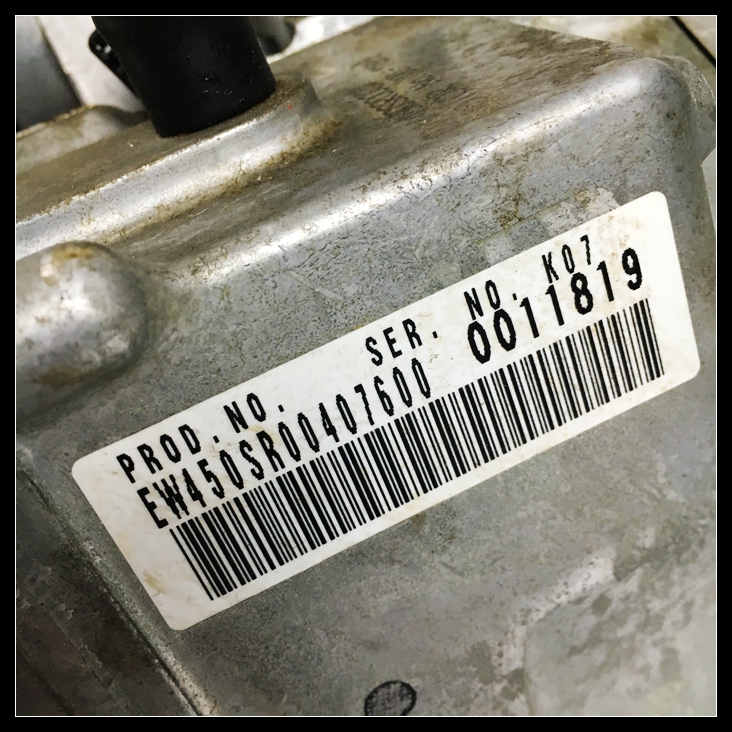 PROD.NO. SER. NO. K07
EW450SR00407600 0011819